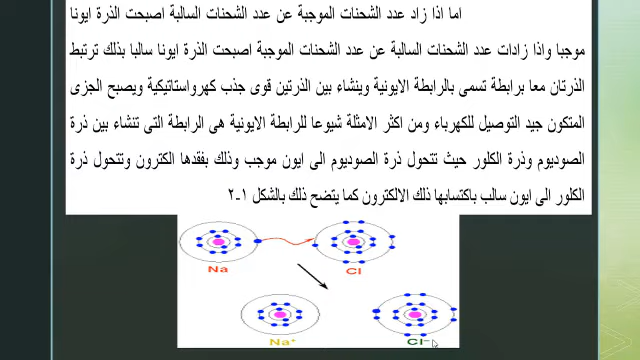 اما اذا زاد عدد الشحنات الموجبة عن عدد الشحنات السالبة اصبحت الذرة ايونا
موجبا واذا زادات عدد الشحنات السالبة عن عدد الشحنات الموجبة اصبحت الذرة ايونا سالبا بذلك ترتبط
الذرتان معا برابطة تسمى بالرابطة الايونية وينشاء بين الذرتين قوى جذب كهرواستاتيكية ويصبح الجزى
المتكون جيد التوصيل للكهرباء ومن اكثر الامثلة شيوعا للرابطة الايونية هى الرابطة التى تنشاء بين ذرة
الصوديوم وذرة الكلور حيث تتحول ذرة الصوديوم الى ايون موجب وذلك بفقدها الكترون وتتحول ذرة
الكلور الى ايون سالب باكتسابها ذلك الالكترون كما يتضح ذلك بالشكل ١-٢
Na Cl
Na⁺ Cl⁻